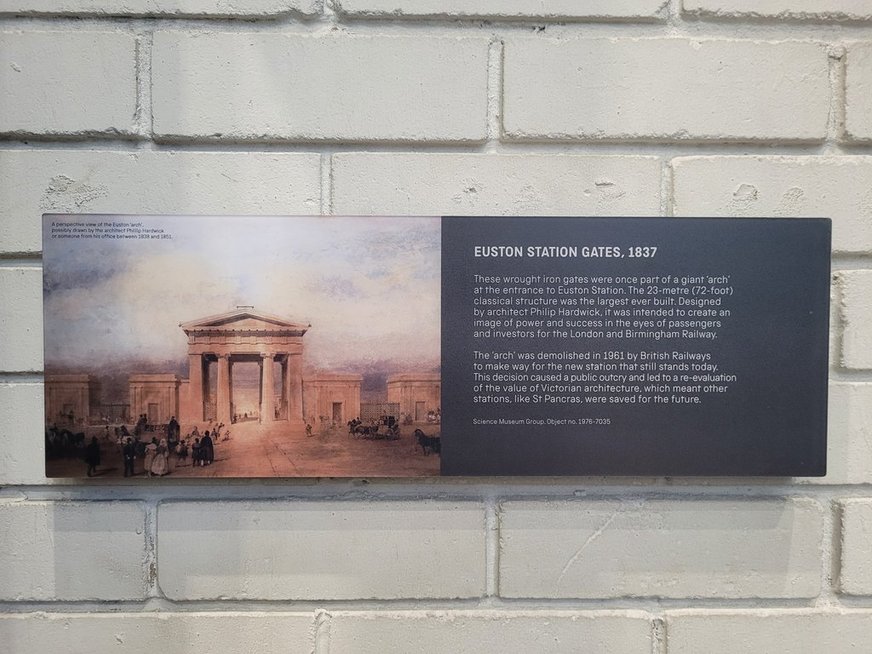 A perspective view of the Euston 'arch',
possibly drawn by the architect Philip Hardwick
or someone from his office between 1838 and 1851.
EUSTON STATION GATES, 1837
These wrought iron gates were once part of a giant 'arch'
at the entrance to Euston Station. The 23-metre (72-foot)
classical structure was the largest ever built. Designed
by architect Philip Hardwick, it was intended to create an
image of power and success in the eyes of passengers
and investors for the London and Birmingham Railway.
The 'arch' was demolished in 1961 by British Railways
to make way for the new station that still stands today.
This decision caused a public outcry and led to a re-evaluation
of the value of Victorian architecture, which meant other
stations, like St Pancras, were saved for the future.
Science Museum Group. Object no. 1976-7035